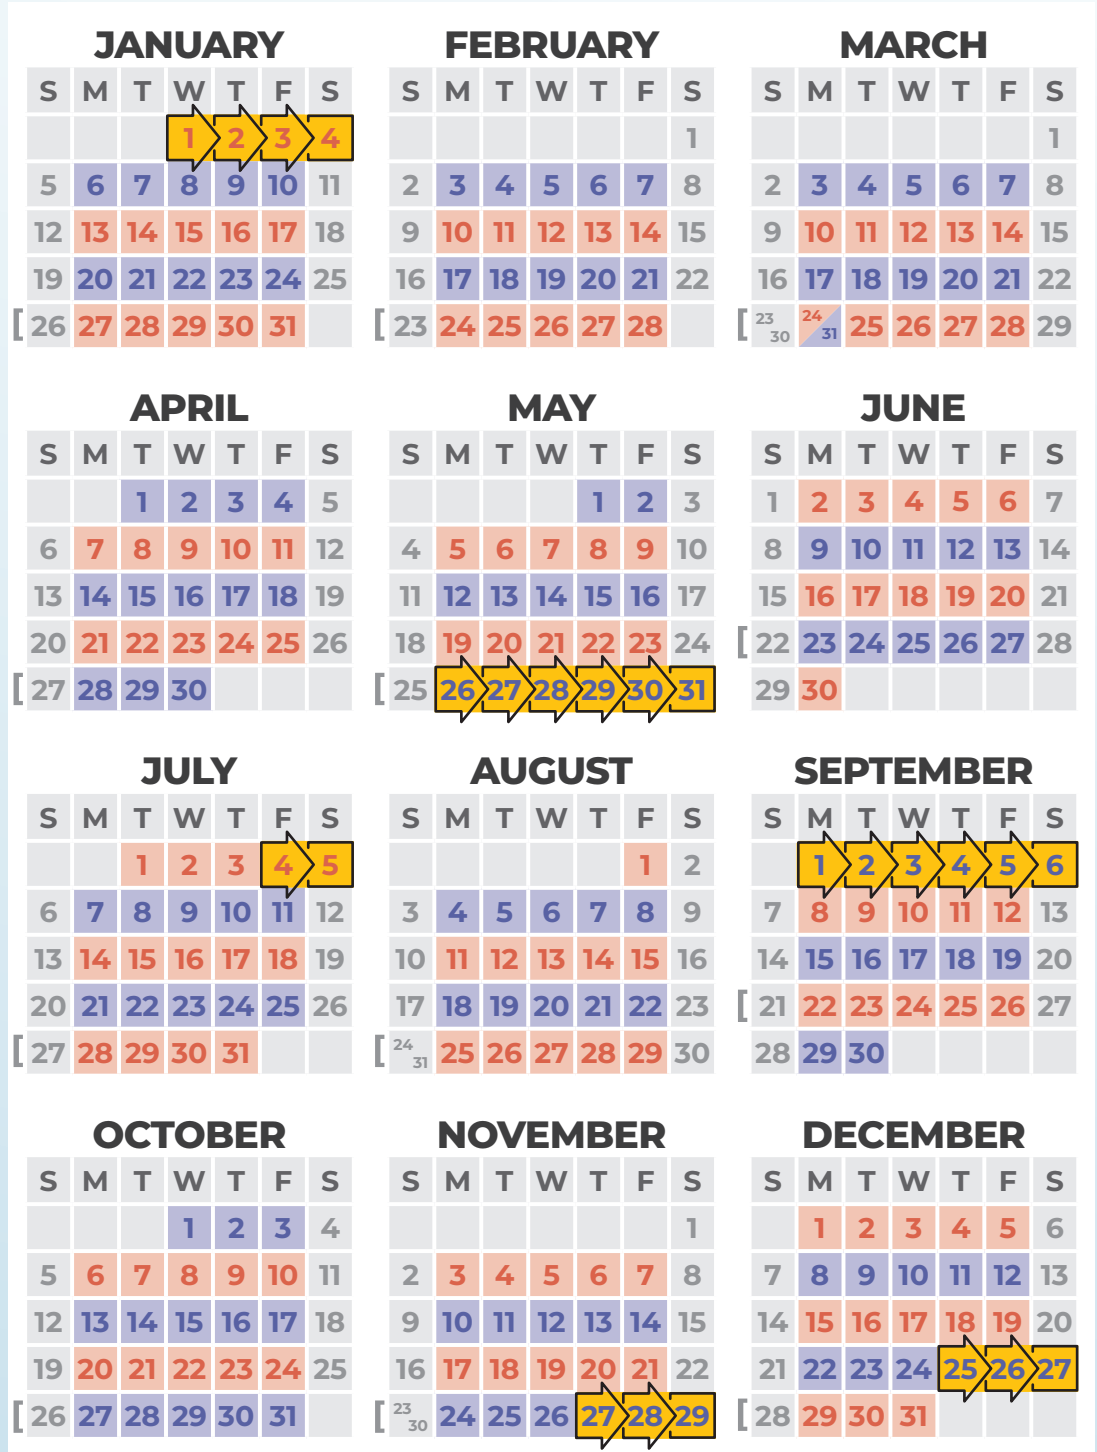 JANUARY FEBRUARY MARCH
S M T W T F S S M T W T F S S M T W T F S
1 2 3 4 1 1
5 6 7 8 9 10 11 2 3 4 5 6 7 8 2 3 4 5 6 7 8
12 13 14 15 16 17 18 9 10 11 12 13 14 15 9 10 11 12 13 14 15
19 20 21 22 23 24 25 16 17 18 19 20 21 22 16 17 18 19 20 21 22
[ 26 27 28 29 30 31 [ 23 24 25 26 27 28 [ 23 30 24 31 25 26 27 28 29
APRIL MAY JUNE
S M T W T F S S M T W T F S S M T W T F S
1 2 3 4 5 1 2 3 1 2 3 4 5 6 7
6 7 8 9 10 11 12 4 5 6 7 8 9 10 8 9 10 11 12 13 14
13 14 15 16 17 18 19 11 12 13 14 15 16 17 15 16 17 18 19 20 21
20 21 22 23 24 25 26 18 19 20 21 22 23 24 [ 22 23 24 25 26 27 28
[ 27 28 29 30 [ 25 26 27 28 29 30 31 29 30
JULY AUGUST SEPTEMBER
S M T W T F S S M T W T F S S M T W T F S
1 2 3 4 5 1 2 1 2 3 4 5 6
6 7 8 9 10 11 12 3 4 5 6 7 8 9 7 8 9 10 11 12 13
13 14 15 16 17 18 19 10 11 12 13 14 15 16 14 15 16 17 18 19 20
20 21 22 23 24 25 26 17 18 19 20 21 22 23 [ 21 22 23 24 25 26 27
[ 27 28 29 30 31 [ 24 31 25 26 27 28 29 30 28 29 30
OCTOBER NOVEMBER DECEMBER
S M T W T F S S M T W T F S S M T W T F S
1 2 3 4 1 1 2 3 4 5 6
5 6 7 8 9 10 11 2 3 4 5 6 7 8 7 8 9 10 11 12 13
12 13 14 15 16 17 18 9 10 11 12 13 14 15 14 15 16 17 18 19 20
19 20 21 22 23 24 25 16 17 18 19 20 21 22 21 22 23 24 25 26 27
[ 26 27 28 29 30 31 [ 23 30 24 25 26 27 28 29 [ 28 29 30 31